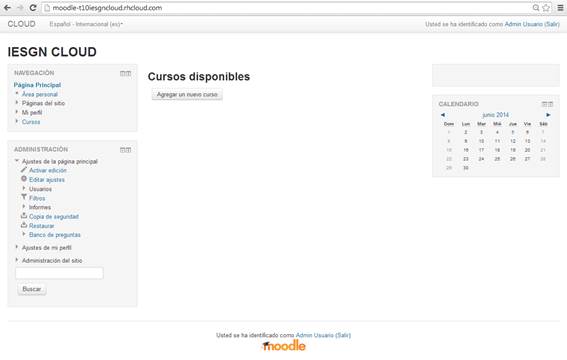 moodle-t10iesgncloud.rhcloud.com
CLOUD Español - Internacional (es)
Usted se ha identificado como Admin Usuario (Salir)
IESGN CLOUD
NAVEGACIÓN
Página Principal
Área personal
Páginas del sitio
Mi perfil
Cursos
ADMINISTRACIÓN
Ajustes de la página principal
Activar edición
Editar ajustes
Usuarios
Filtros
Informes
Copia de seguridad
Restaurar
Banco de preguntas
Ajustes de mi perfil
Administración del sitio
Buscar
Cursos disponibles
Agregar un nuevo curso
CALENDARIO
junio 2014
Dom Lun Mar Mié Jue Vie Sáb
1 2 3 4 5 6 7
8 9 10 11 12 13 14
15 16 17 18 19 20 21
22 23 24 25 26 27 28
29 30
Usted se ha identificado como Admin Usuario (Salir)
moodle